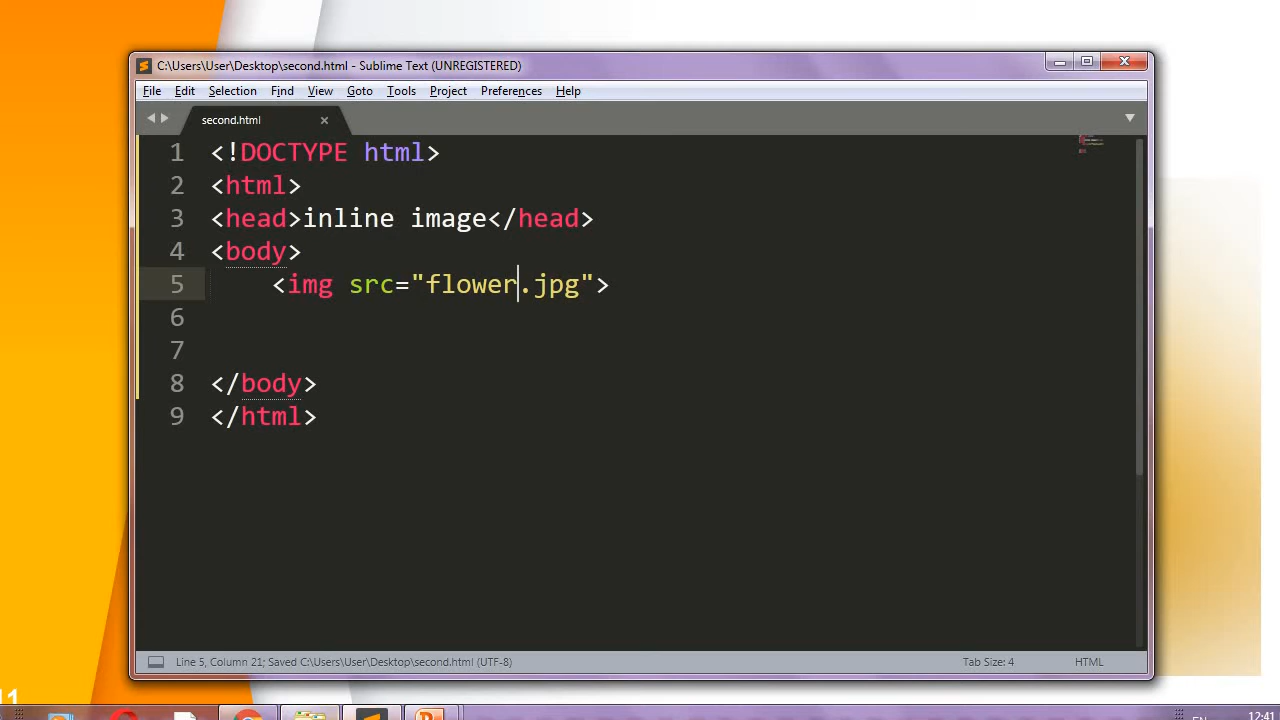 C:\Users\User\Desktop\second.html - Sublime Text (UNREGISTERED)
File Edit Selection Find View Goto Tools Project Preferences Help
second.html
1 <!DOCTYPE html>
2 <html>
3 <head>inline image</head>
4 <body>
5 <img src="flower.jpg">
6
7
8 </body>
9 </html>
Line 5, Column 21; Saved C:\Users\User\Desktop\second.html (UTF-8) Tab Size: 4 HTML
11
EN 12:41